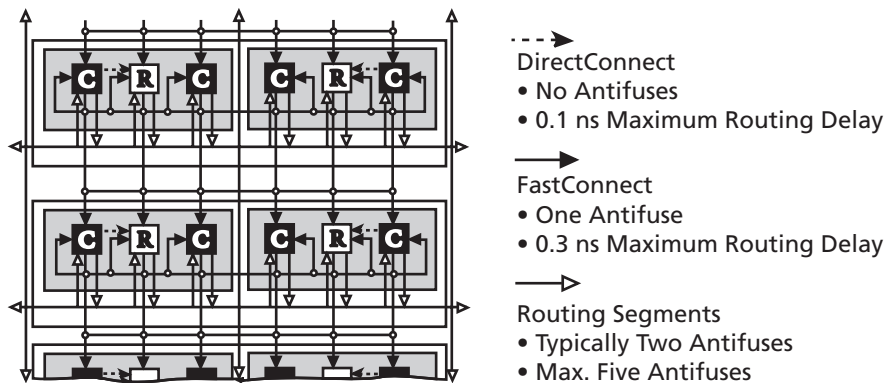 C R C C R C
C R C C R C
DirectConnect
• No Antifuses
• 0.1 ns Maximum Routing Delay
FastConnect
• One Antifuse
• 0.3 ns Maximum Routing Delay
Routing Segments
• Typically Two Antifuses
• Max. Five Antifuses